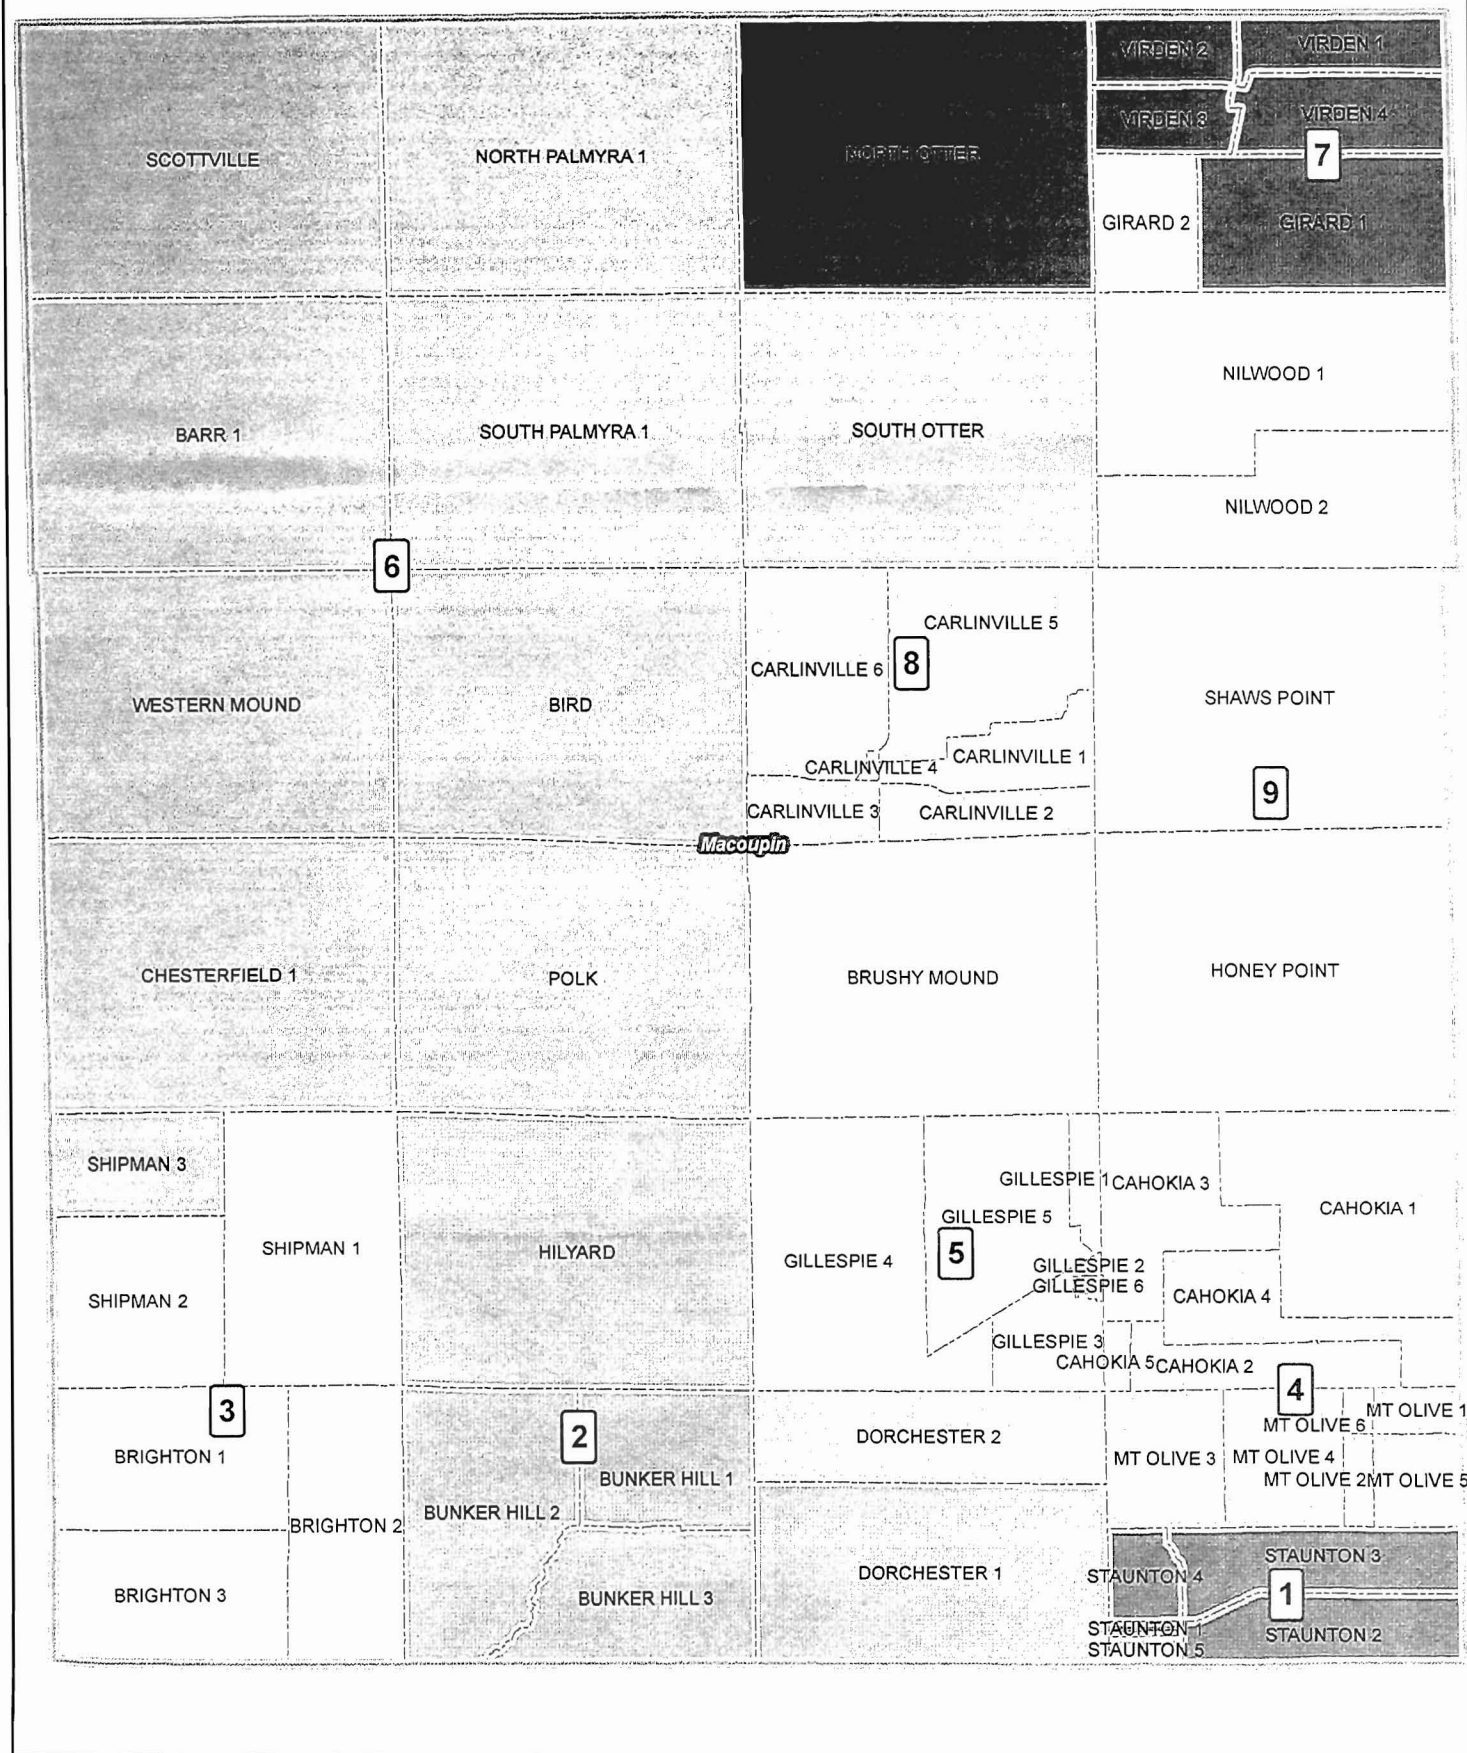 VIRDEN 2
VIRDEN 1
VIRDEN 3
VIRDEN 4
SCOTTVILLE
NORTH PALMYRA 1
NORTH OTTER
7
GIRARD 2
GIRARD 1
NILWOOD 1
BARR 1
SOUTH PALMYRA 1
SOUTH OTTER
NILWOOD 2
6
CARLINVILLE 5
CARLINVILLE 6
8
WESTERN MOUND
BIRD
SHAWS POINT
CARLINVILLE 4
CARLINVILLE 1
9
CARLINVILLE 3
CARLINVILLE 2
Macoupin
CHESTERFIELD 1
POLK
BRUSHY MOUND
HONEY POINT
SHIPMAN 3
GILLESPIE 1
CAHOKIA 3
CAHOKIA 1
GILLESPIE 5
SHIPMAN 1
HILYARD
GILLESPIE 4
5
GILLESPIE 2
GILLESPIE 6
SHIPMAN 2
CAHOKIA 4
GILLESPIE 3
CAHOKIA 5
CAHOKIA 2
4
3
MT OLIVE 1
MT OLIVE 6
2
DORCHESTER 2
BRIGHTON 1
MT OLIVE 3
MT OLIVE 4
BUNKER HILL 1
MT OLIVE 2
MT OLIVE 5
BUNKER HILL 2
BRIGHTON 2
STAUNTON 3
DORCHESTER 1
STAUNTON 4
BRIGHTON 3
BUNKER HILL 3
1
STAUNTON 1
STAUNTON 2
STAUNTON 5